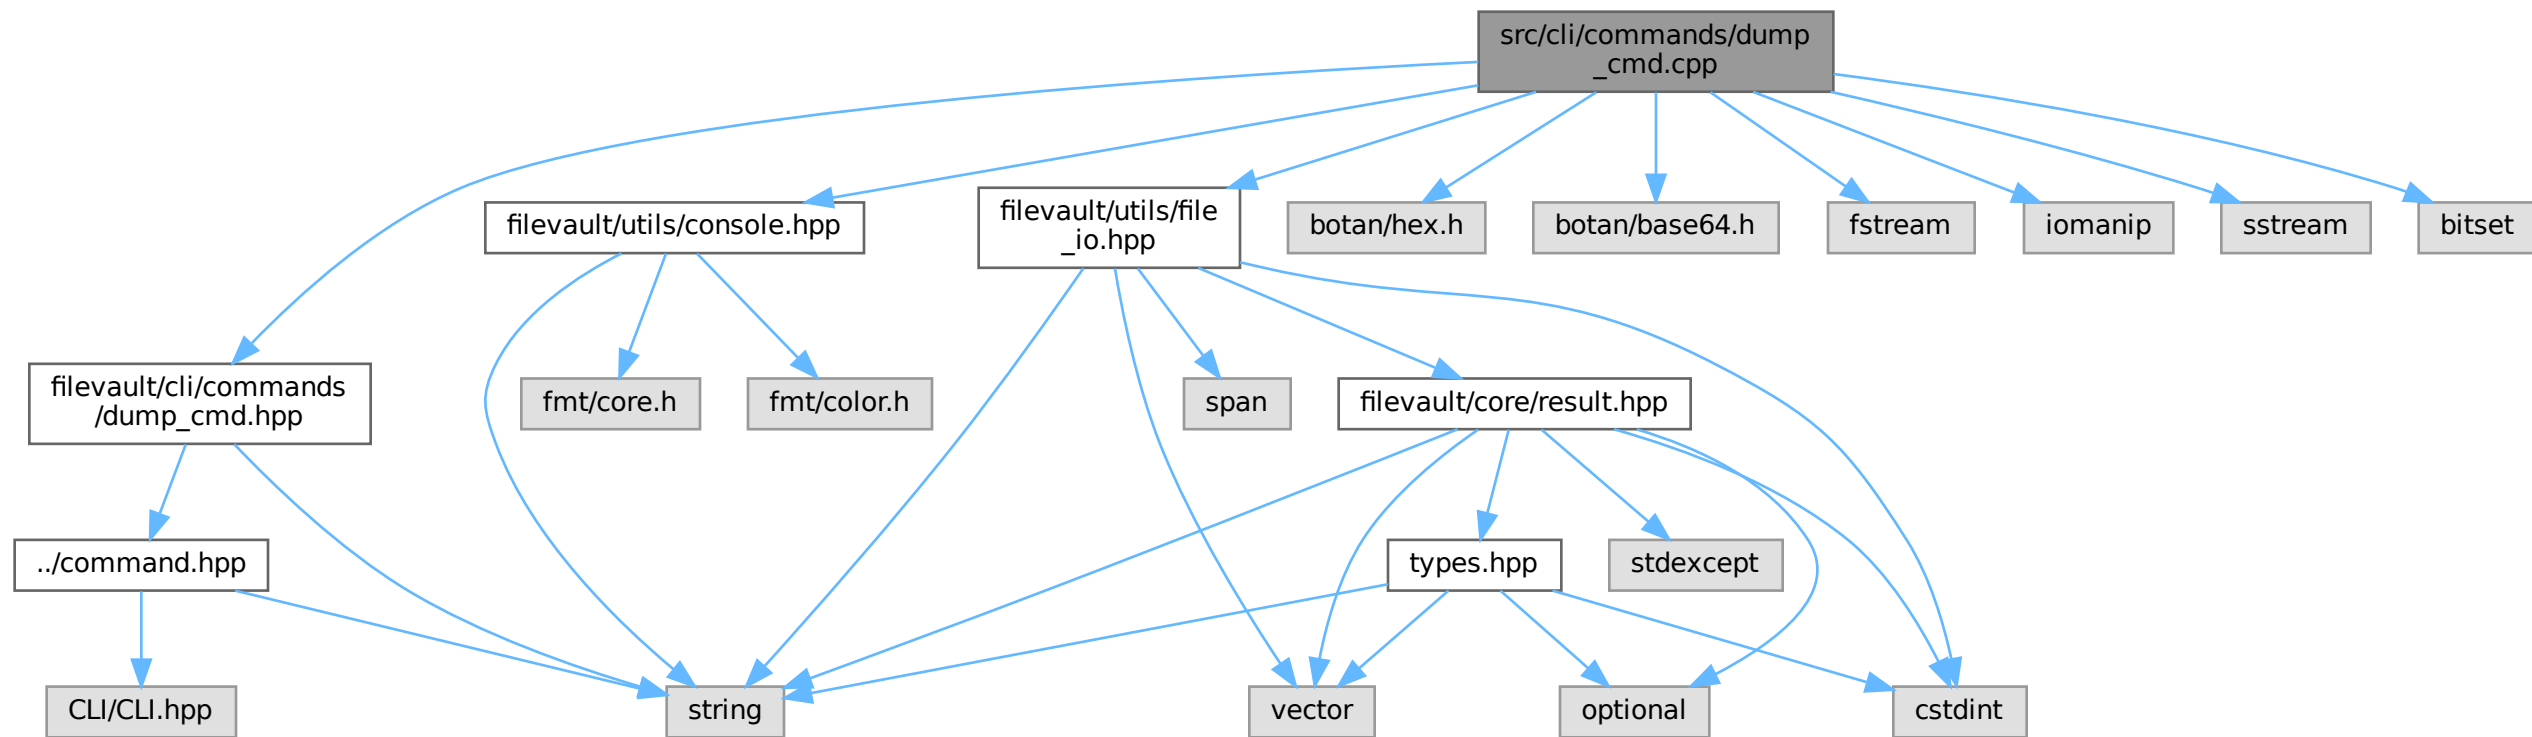 src/cli/commands/dump
_cmd.cpp
filevault/utils/console.hpp
filevault/utils/file
_io.hpp
botan/hex.h
botan/base64.h
fstream
iomanip
sstream
bitset
filevault/cli/commands
/dump_cmd.hpp
fmt/core.h
fmt/color.h
span
filevault/core/result.hpp
../command.hpp
types.hpp
stdexcept
CLI/CLI.hpp
string
vector
optional
cstdint